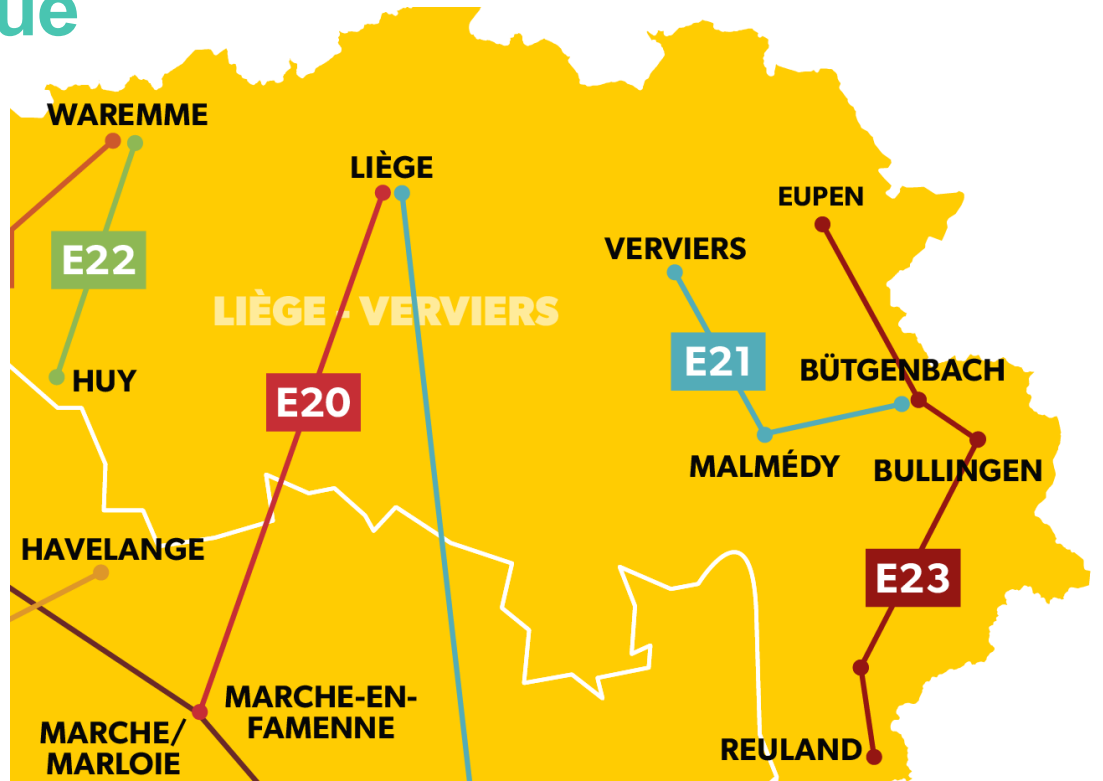 WAREMME
LIÈGE
EUPEN
VERVIERS
E22
LIÈGE - VERVIERS
E21
BÜTGENBACH
HUY
E20
MALMÉDY
BULLINGEN
HAVELANGE
E23
MARCHE-EN-
FAMENNE
MARCHE/
MARLOIE
REULAND